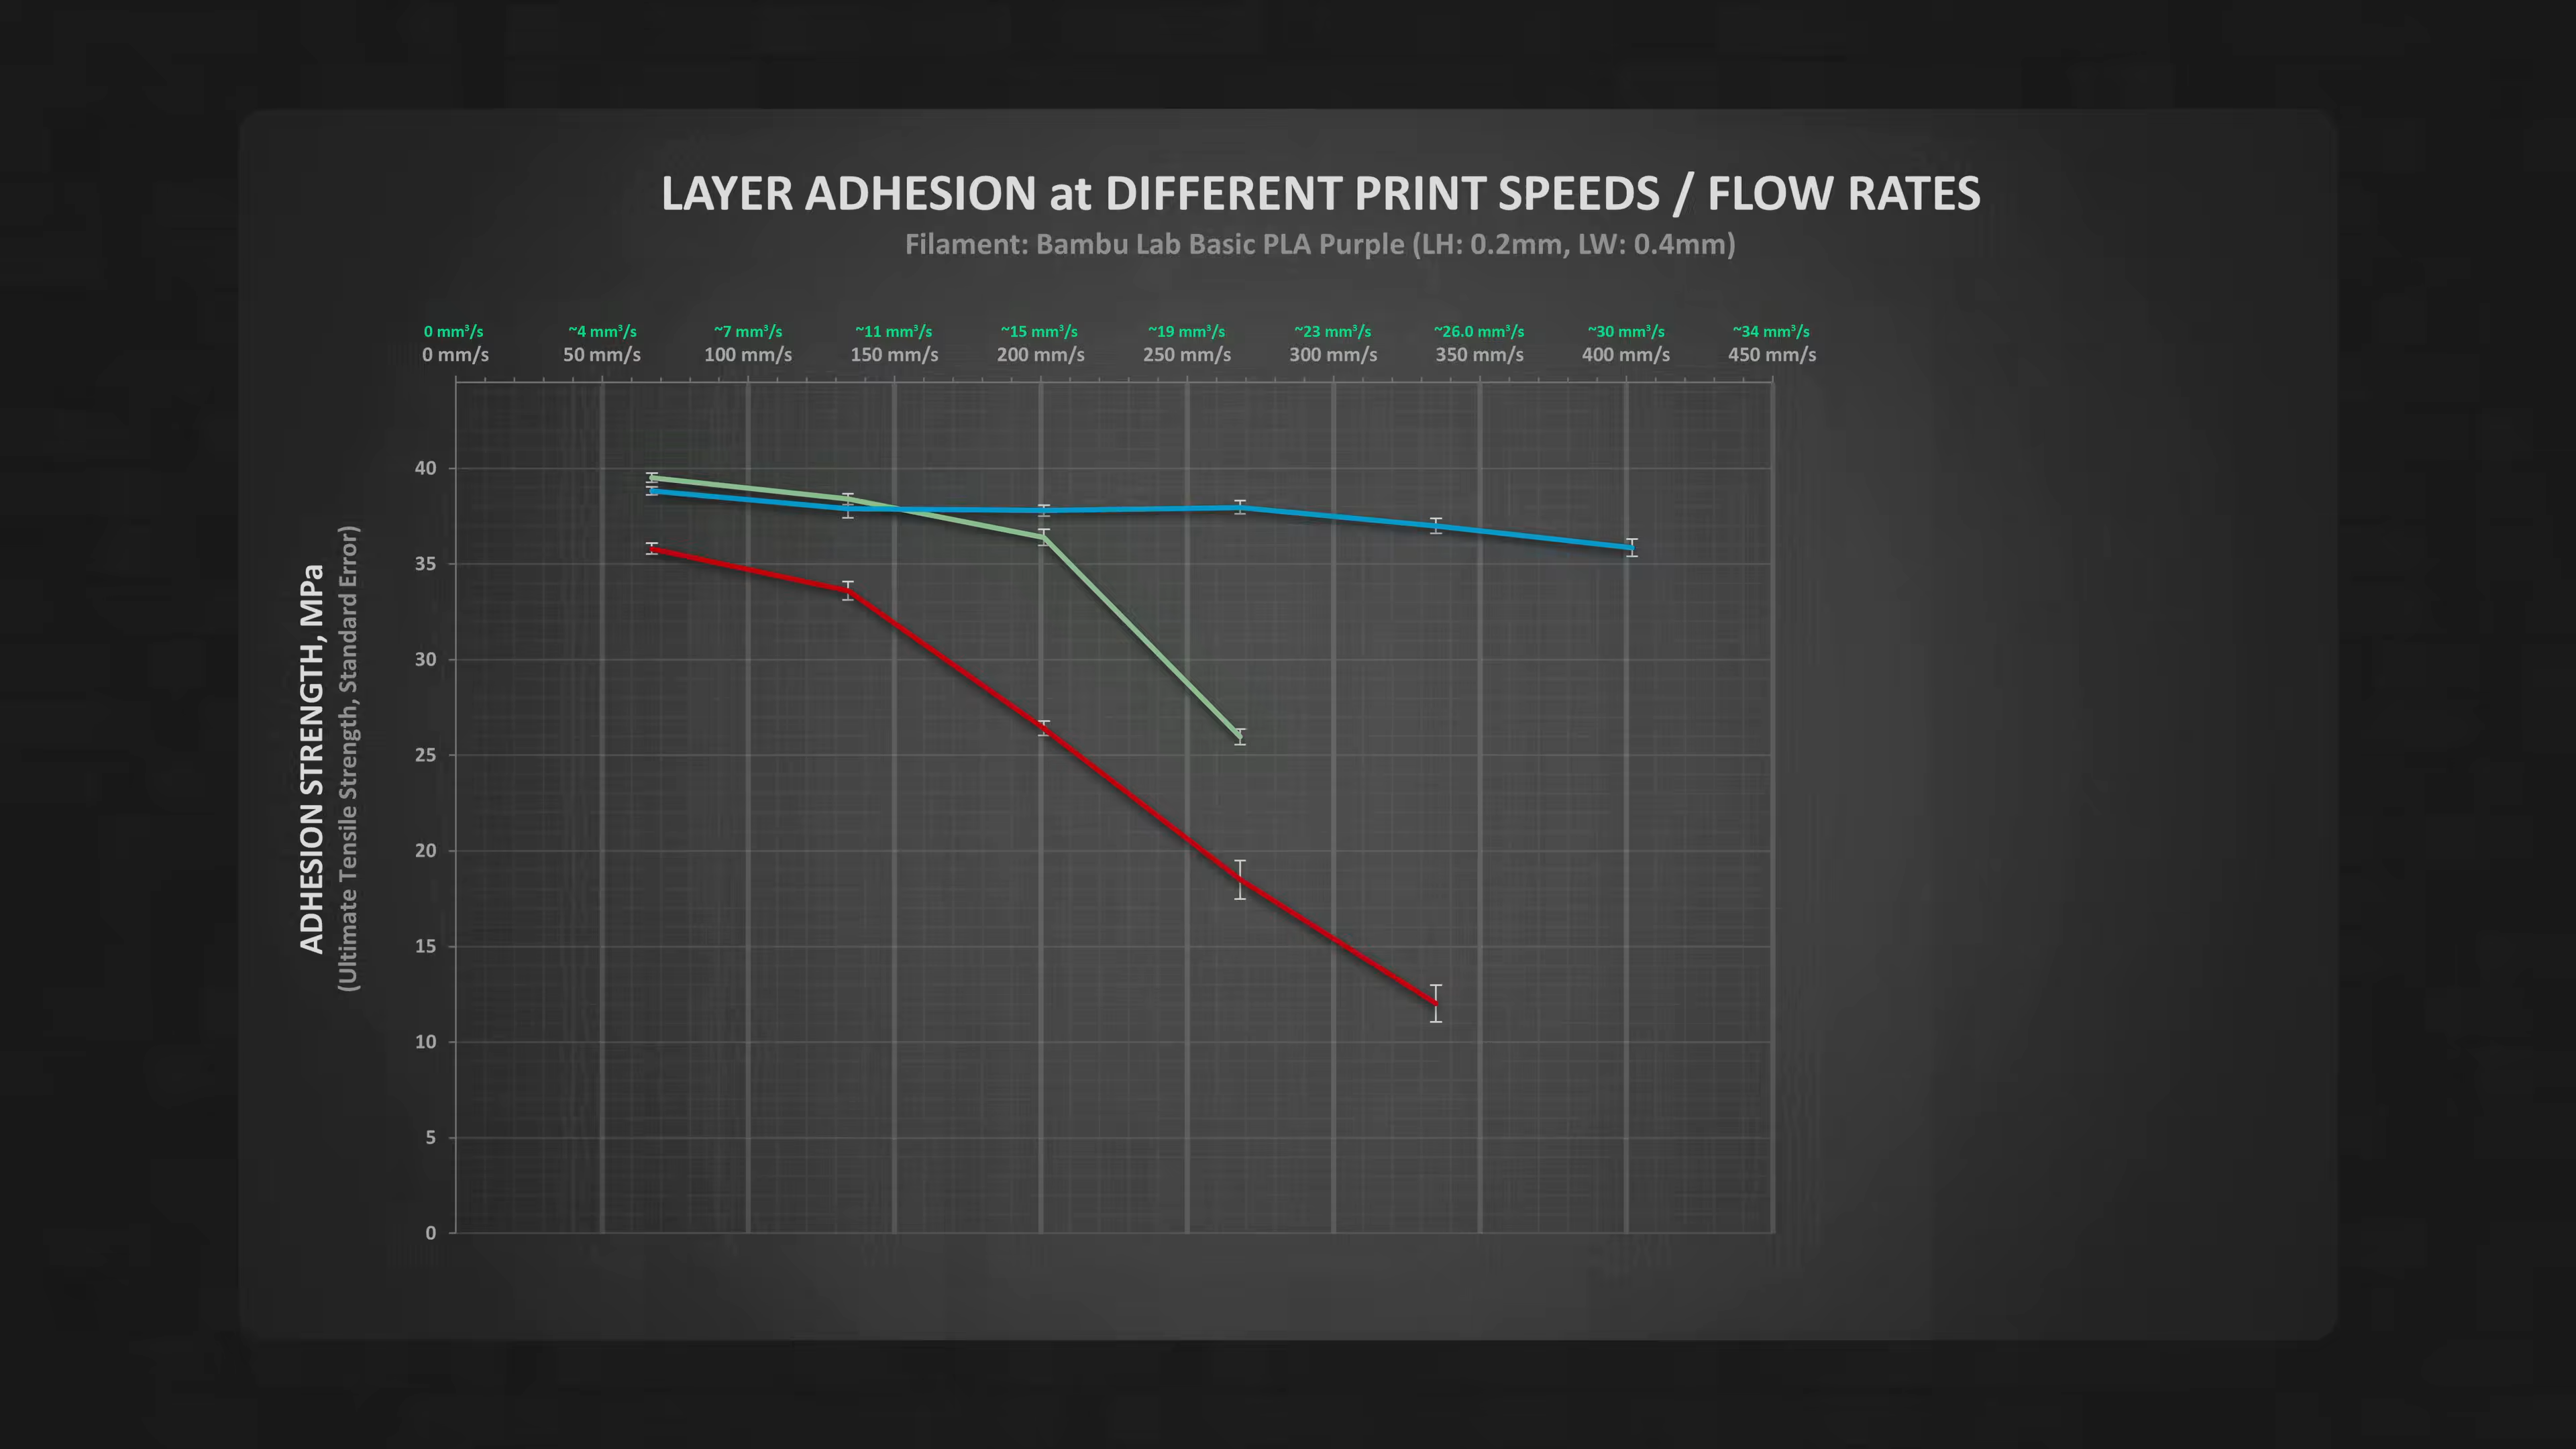 LAYER ADHESION at DIFFERENT PRINT SPEEDS / FLOW RATES
Filament: Bambu Lab Basic PLA Purple (LH: 0.2mm, LW: 0.4mm)
0 mm³/s ~4 mm³/s ~7 mm³/s ~11 mm³/s ~15 mm³/s ~19 mm³/s ~23 mm³/s ~26.0 mm³/s ~30 mm³/s ~34 mm³/s
0 mm/s 50 mm/s 100 mm/s 150 mm/s 200 mm/s 250 mm/s 300 mm/s 350 mm/s 400 mm/s 450 mm/s
ADHESION STRENGTH, MPa
(Ultimate Tensile Strength, Standard Error)
40
35
30
25
20
15
10
5
0